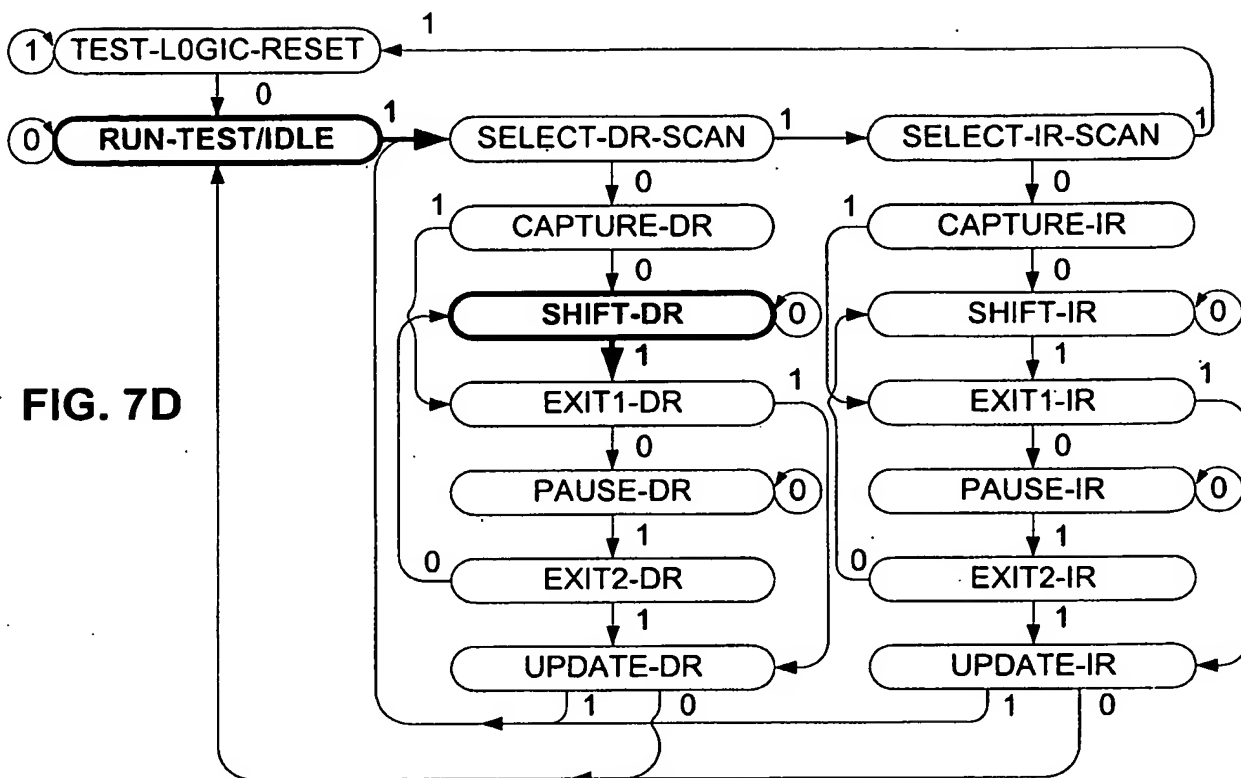 1
1 TEST-L0GIC-RESET
0
1
0 RUN-TEST/IDLE
SELECT-DR-SCAN
1
SELECT-IR-SCAN
1
0
0
1
CAPTURE-DR
1
CAPTURE-IR
0
0
SHIFT-DR
0
SHIFT-IR
0
1
1
FIG. 7D
EXIT1-DR
1
EXIT1-IR
1
0
0
PAUSE-DR
0
PAUSE-IR
0
1
1
0
EXIT2-DR
0
EXIT2-IR
1
1
UPDATE-DR
UPDATE-IR
1
0
1
0